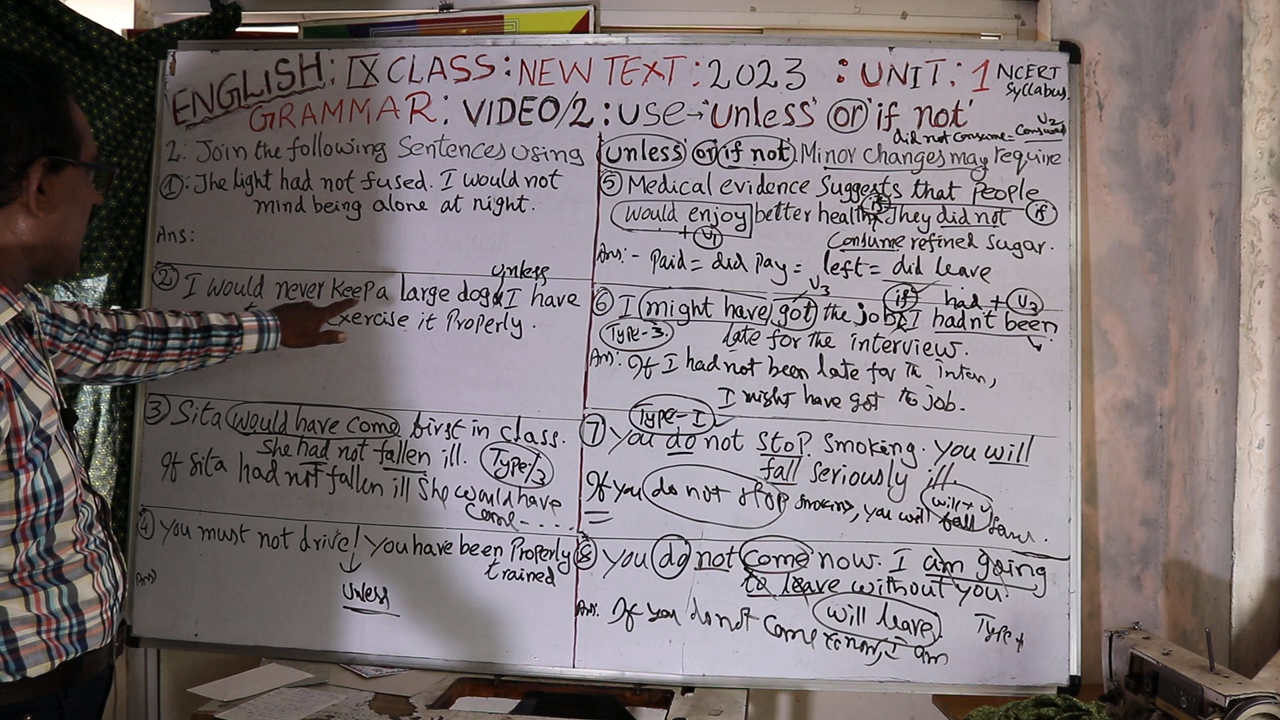 ENGLISH: IX CLASS: NEW TEXT: 2023 : UNIT: 1 NCERT
Syllabus
GRAMMAR: VIDEO/2: USE→'Unless' or 'if not'
V2
did not consume = Consumed
2: Join the following Sentences using
①: The light had not fused. I would not
mind being alone at night.
Ans:
unless
② I would never keep a large dog I have
exercise it Properly.
③ Sita would have come first in class.
She had not fallen ill. Type/3
If Sita had not fallen ill She would have
come - . . . .
④ You must not drive / You have been Properly
trained
Ans)
Unless
Unless or if not. Minor changes may require
⑤ Medical evidence Suggests that people
would enjoy better health if They did not if
+ V1
Consume refined sugar.
Ans:- Paid = did Pay = left = did leave
V3
⑥ I might have got the job if I hadn't been
had + V3
Type-3
late for the interview.
Ans: If I had not been late for th inten,
I might have got to job.
Type-I
⑦ You do not stop smoking. You will
fall seriously ill.
If you do not stop smoking, you will fall
will + V
⑧ You do not come now. I am going
to leave without you.
Ans: If you do not come now, I am
will leave
Type